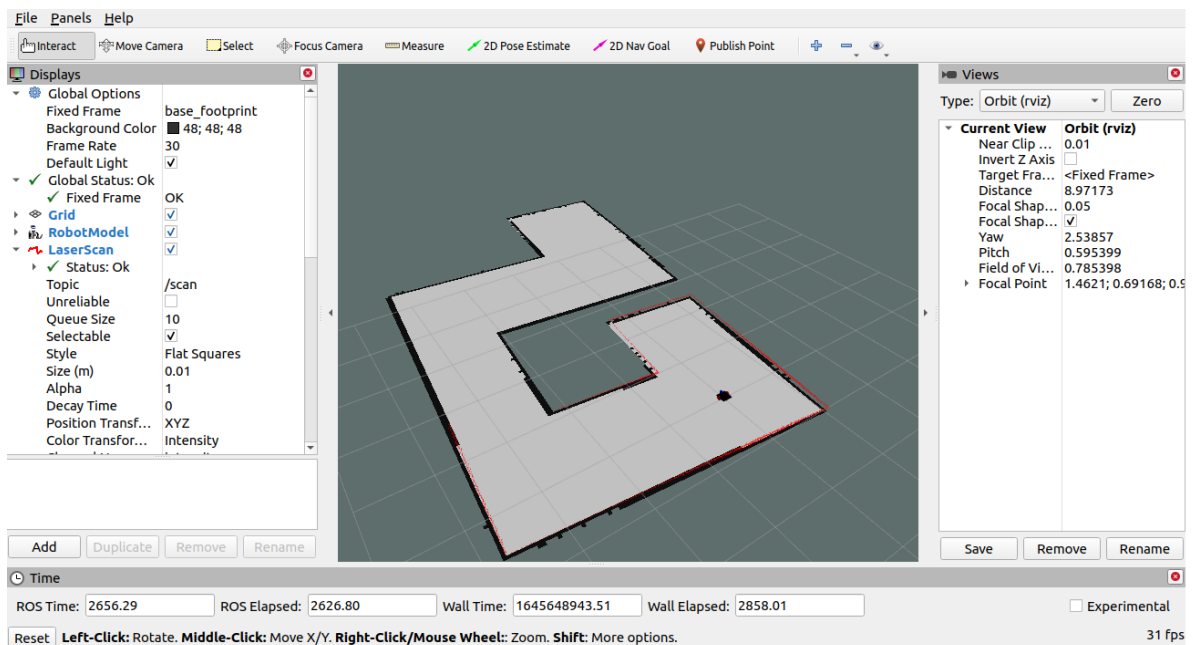 File Panels Help
Interact Move Camera Select Focus Camera Measure 2D Pose Estimate 2D Nav Goal Publish Point
Displays
Global Options
Fixed Frame base_footprint
Background Color 48; 48; 48
Frame Rate 30
Default Light
Global Status: Ok
Fixed Frame OK
Grid
RobotModel
LaserScan
Status: Ok
Topic /scan
Unreliable
Queue Size 10
Selectable
Style Flat Squares
Size (m) 0.01
Alpha 1
Decay Time 0
Position Transf... XYZ
Color Transfor... Intensity
Add Duplicate Remove Rename
Views
Type: Orbit (rviz) Zero
Current View Orbit (rviz)
Near Clip ... 0.01
Invert Z Axis
Target Fra... <Fixed Frame>
Distance 8.97173
Focal Shap... 0.05
Focal Shap...
Yaw 2.53857
Pitch 0.595399
Field of Vi... 0.785398
Focal Point 1.4621; 0.69168; 0.9
Save Remove Rename
Time
ROS Time: 2656.29 ROS Elapsed: 2626.80 Wall Time: 1645648943.51 Wall Elapsed: 2858.01 Experimental
Reset Left-Click: Rotate. Middle-Click: Move X/Y. Right-Click/Mouse Wheel:: Zoom. Shift: More options. 31 fps